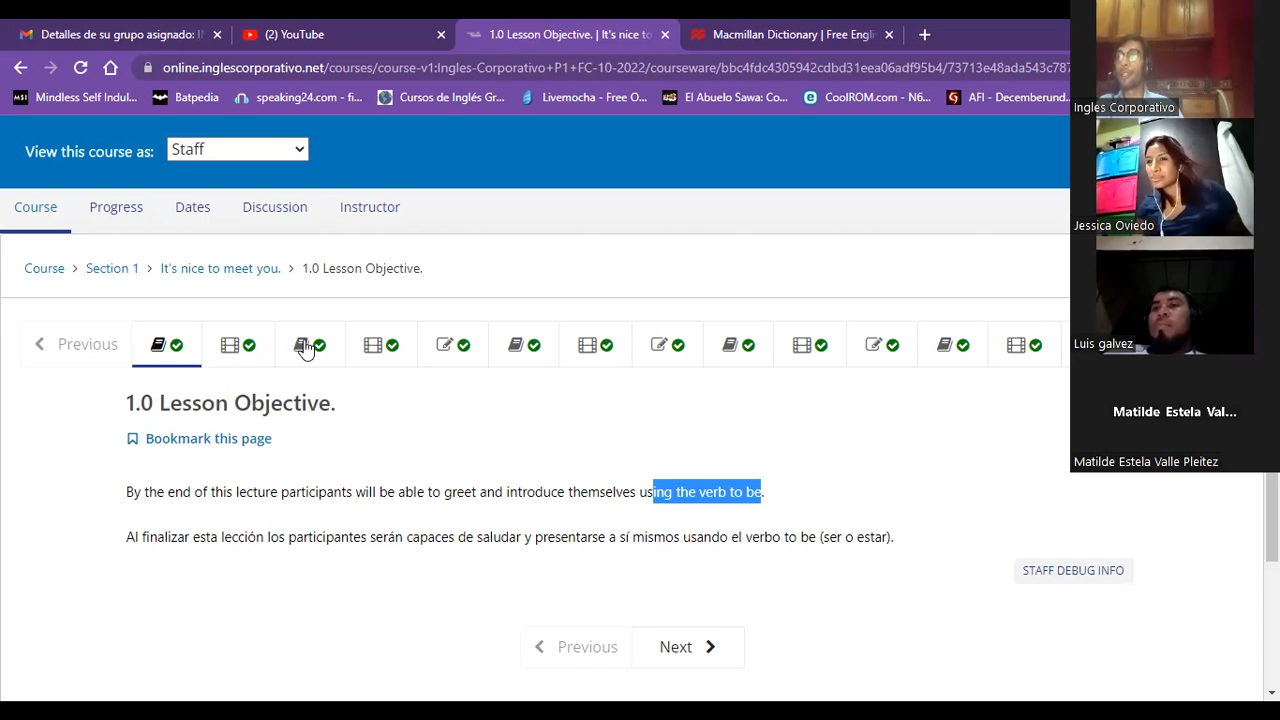 Detalles de su grupo asignado: I
(2) YouTube
1.0 Lesson Objective. | It's nice to
Macmillan Dictionary | Free Engl
online.inglescorporativo.net/courses/course-v1:Ingles-Corporativo+P1+FC-10-2022/courseware/bbc4fdc4305942cdbd31eea06adf95b4/73713e48ada543c787
Mindless Self Indul...
Batpedia
speaking24.com - fi...
Cursos de Inglés Gr...
Livemocha - Free O...
El Abuelo Sawa: Co...
CoolROM.com - N6...
AFI - Decemberund...
View this course as:
Staff
Course
Progress
Dates
Discussion
Instructor
Course > Section 1 > It's nice to meet you. > 1.0 Lesson Objective.
Previous
1.0 Lesson Objective.
Bookmark this page
By the end of this lecture participants will be able to greet and introduce themselves using the verb to be.
Al finalizar esta lección los participantes serán capaces de saludar y presentarse a sí mismos usando el verbo to be (ser o estar).
STAFF DEBUG INFO
Previous
Next
Ingles Corporativo
Jessica Oviedo
Luis galvez
Matilde Estela Val...
Matilde Estela Valle Pleitez